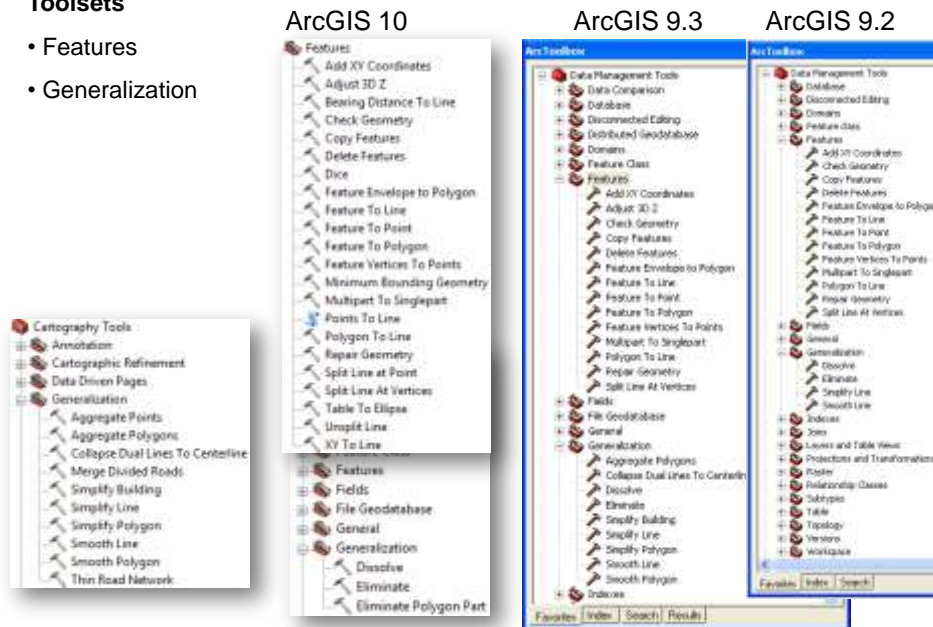 Toolsets
• Features
• Generalization
ArcGIS 10
Features
Add XY Coordinates
Adjust 3D Z
Bearing Distance To Line
Check Geometry
Copy Features
Delete Features
Dice
Feature Envelope to Polygon
Feature To Line
Feature To Point
Feature To Polygon
Feature Vertices To Points
Minimum Bounding Geometry
Multipart To Singlepart
Points To Line
Polygon To Line
Repair Geometry
Split Line at Point
Split Line At Vertices
Table To Ellipse
Unsplit Line
XY To Line
Feature Class
Features
Fields
File Geodatabase
General
Generalization
Dissolve
Eliminate
Eliminate Polygon Part
Cartography Tools
Annotation
Cartographic Refinement
Data Driven Pages
Generalization
Aggregate Points
Aggregate Polygons
Collapse Dual Lines To Centerline
Merge Divided Roads
Simplify Building
Simplify Line
Simplify Polygon
Smooth Line
Smooth Polygon
Thin Road Network
ArcGIS 9.3
ArcToolbox
Data Management Tools
Data Comparison
Database
Disconnected Editing
Distributed Geodatabase
Domains
Feature Class
Features
Add XY Coordinates
Adjust 3D Z
Check Geometry
Copy Features
Delete Features
Feature Envelope to Polygon
Feature To Line
Feature To Point
Feature To Polygon
Feature Vertices To Points
Multipart To Singlepart
Polygon To Line
Repair Geometry
Split Line At Vertices
Fields
File Geodatabase
General
Generalization
Aggregate Polygons
Collapse Dual Lines To Centerlin
Dissolve
Eliminate
Simplify Building
Simplify Line
Simplify Polygon
Smooth Line
Smooth Polygon
Indexes
Favorites Index Search Results
ArcGIS 9.2
ArcToolbox
Data Management Tools
Database
Disconnected Editing
Domains
Feature class
Features
Add XY Coordinates
Check Geometry
Copy Features
Delete Features
Feature Envelope to Polygo
Feature To Line
Feature To Point
Feature To Polygon
Feature Vertices To Points
Multipart To Singlepart
Polygon To Line
Repair Geometry
Split Line At Vertices
Fields
General
Generalization
Dissolve
Eliminate
Simplify Line
Smooth Line
Indexes
Joins
Layers and Table Views
Projections and Transformations
Raster
Relationship Classes
Subtypes
Table
Topology
Versions
Workspace
Favorites Index Search